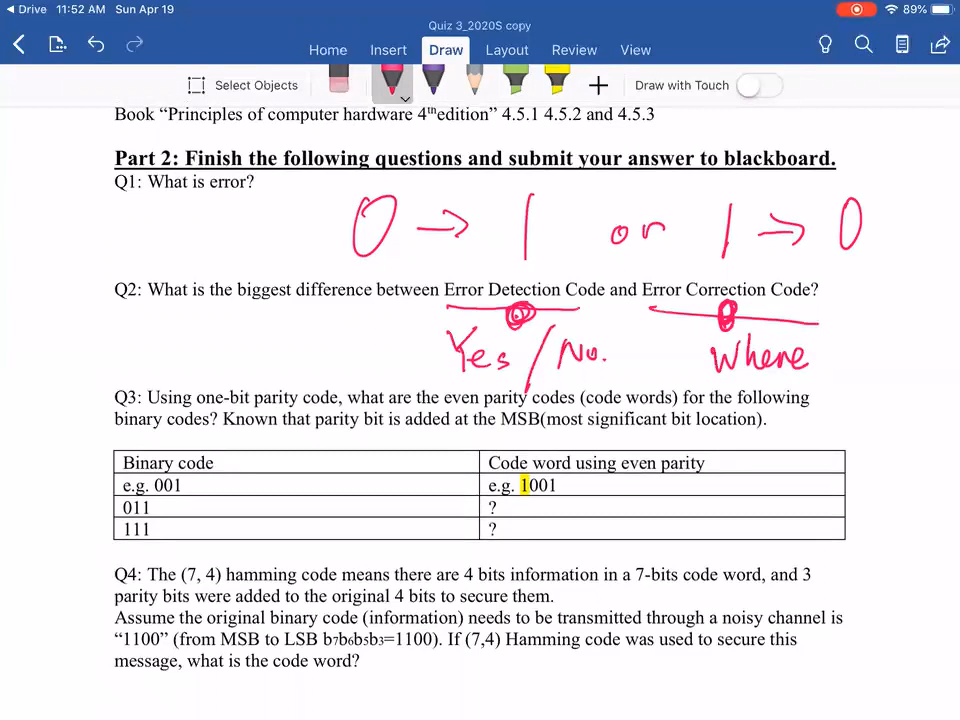 Drive 11:52 AM Sun Apr 19 89%
Quiz 3_2020S copy
Home Insert Draw Layout Review View
Select Objects Draw with Touch
Book “Principles of computer hardware 4thedition” 4.5.1 4.5.2 and 4.5.3
Part 2: Finish the following questions and submit your answer to blackboard.
Q1: What is error?
0 → 1 or 1 → 0
Q2: What is the biggest difference between Error Detection Code and Error Correction Code?
Yes / No. Where
Q3: Using one-bit parity code, what are the even parity codes (code words) for the following
binary codes? Known that parity bit is added at the MSB(most significant bit location).
Binary code Code word using even parity
e.g. 001 e.g. 1001
011 ?
111 ?
Q4: The (7, 4) hamming code means there are 4 bits information in a 7-bits code word, and 3
parity bits were added to the original 4 bits to secure them.
Assume the original binary code (information) needs to be transmitted through a noisy channel is
“1100” (from MSB to LSB b7b6b5b3=1100). If (7,4) Hamming code was used to secure this
message, what is the code word?